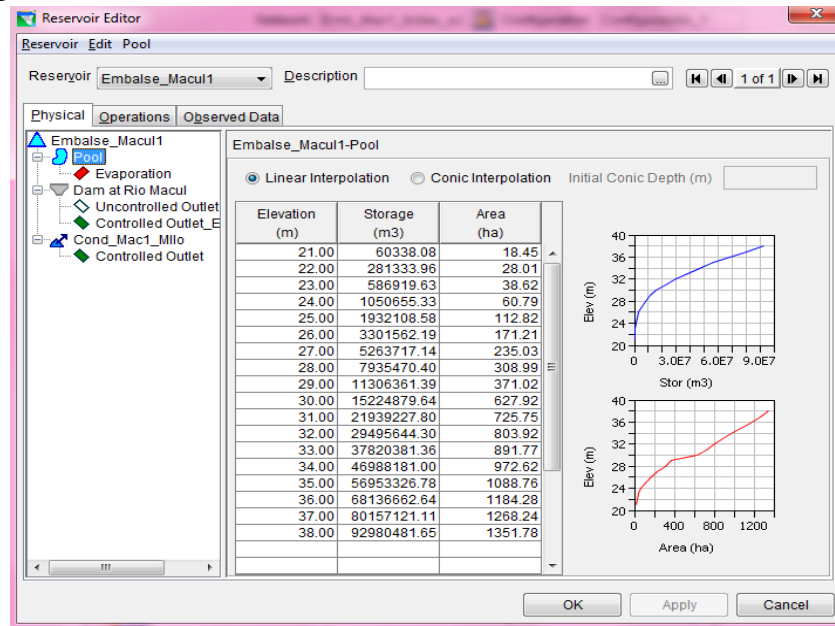 Reservoir Editor
Reservoir Edit Pool
Reservoir Embalse_Macul1 Description ... 1 of 1
Physical Operations Observed Data
Embalse_Macul1
Pool
Evaporation
Dam at Rio Macul
Uncontrolled Outlet
Controlled Outlet_E
Cond_Mac1_Mllo
Controlled Outlet
Embalse_Macul1-Pool
Linear Interpolation Conic Interpolation Initial Conic Depth (m)
Elevation Storage Area
(m) (m3) (ha)
21.00 60338.08 18.45
22.00 281333.96 28.01
23.00 586919.63 38.62
24.00 1050655.33 60.79
25.00 1932108.58 112.82
26.00 3301562.19 171.21
27.00 5263717.14 235.03
28.00 7935470.40 308.99
29.00 11306361.39 371.02
30.00 15224879.64 627.92
31.00 21939227.80 725.75
32.00 29495644.30 803.92
33.00 37820381.36 891.77
34.00 46988181.00 972.62
35.00 56953326.78 1088.76
36.00 68136662.64 1184.28
37.00 80157121.11 1268.24
38.00 92980481.65 1351.78
40
36
32
28
24
20
Elev (m)
0 3.0E7 6.0E7 9.0E7
Stor (m3)
40
36
32
28
24
20
Elev (m)
0 400 800 1200
Area (ha)
OK Apply Cancel